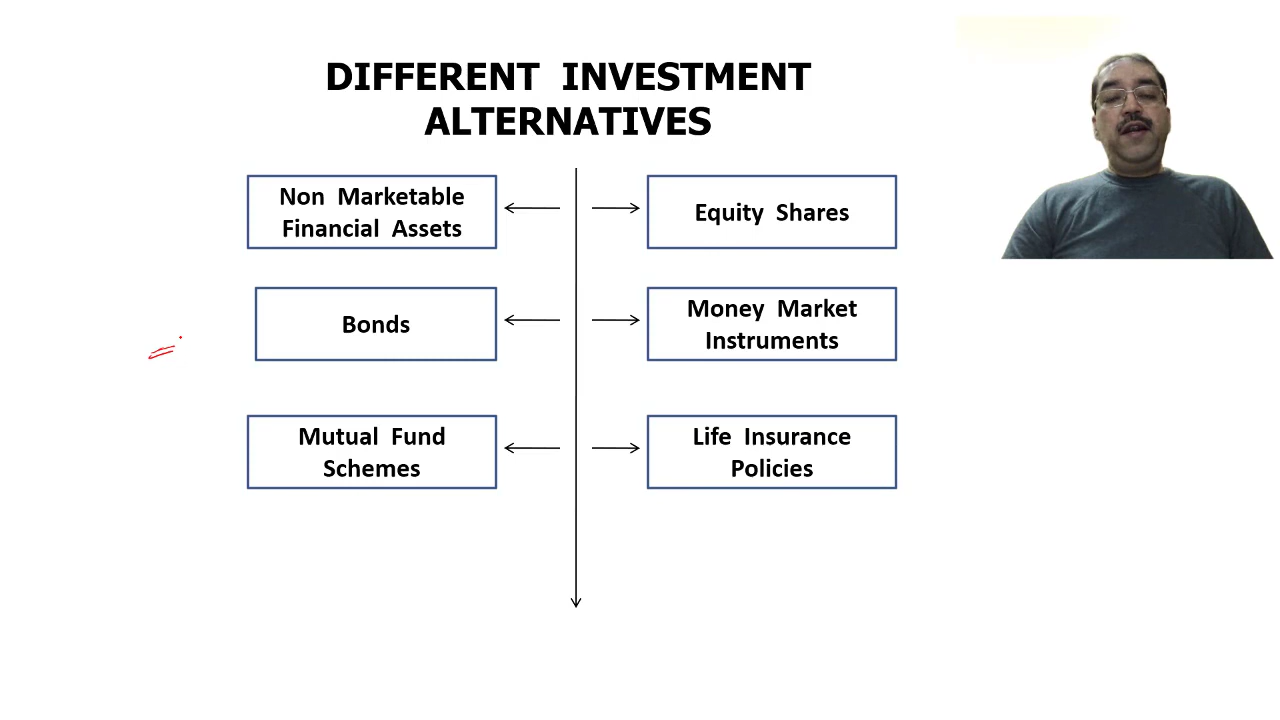 DIFFERENT INVESTMENT
ALTERNATIVES
Non Marketable
Financial Assets
Equity Shares
Bonds
Money Market
Instruments
Mutual Fund
Schemes
Life Insurance
Policies